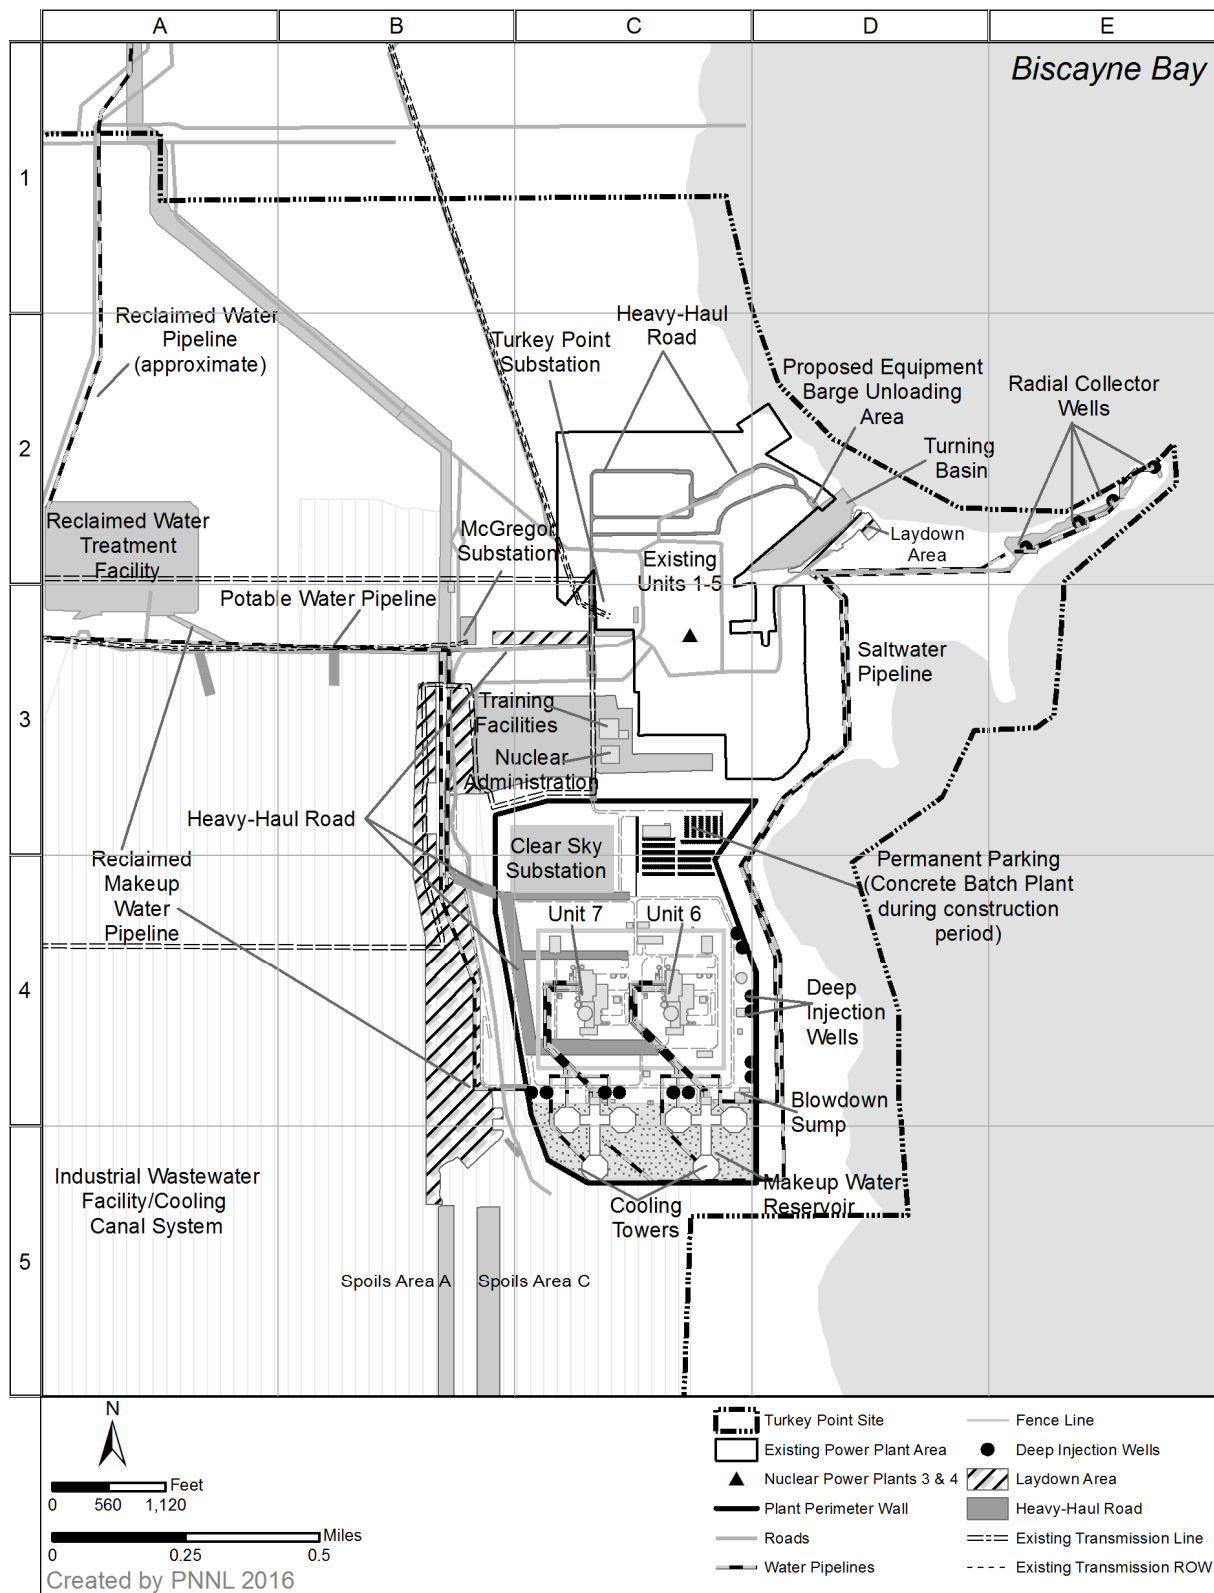 A
B
C
D
E
Biscayne Bay
1
2
3
4
5
Reclaimed Water
Pipeline
(approximate)
Turkey Point
Substation
Heavy-Haul
Road
Proposed Equipment
Barge Unloading
Area
Radial Collector
Wells
Turning
Basin
Laydown
Area
Reclaimed Water
Treatment
Facility
McGregor
Substation
Existing
Units 1-5
Potable Water Pipeline
Saltwater
Pipeline
Training
Facilities
Nuclear
Administration
Heavy-Haul Road
Clear Sky
Substation
Reclaimed
Makeup
Water
Pipeline
Permanent Parking
(Concrete Batch Plant
during construction
period)
Unit 7
Unit 6
Deep
Injection
Wells
Blowdown
Sump
Industrial Wastewater
Facility/Cooling
Canal System
Cooling
Towers
Makeup Water
Reservoir
Spoils Area A
Spoils Area C
N
Feet
0 560 1,120
Miles
0 0.25 0.5
Created by PNNL 2016
Turkey Point Site
Existing Power Plant Area
Nuclear Power Plants 3 & 4
Plant Perimeter Wall
Roads
Water Pipelines
Fence Line
Deep Injection Wells
Laydown Area
Heavy-Haul Road
Existing Transmission Line
Existing Transmission ROW